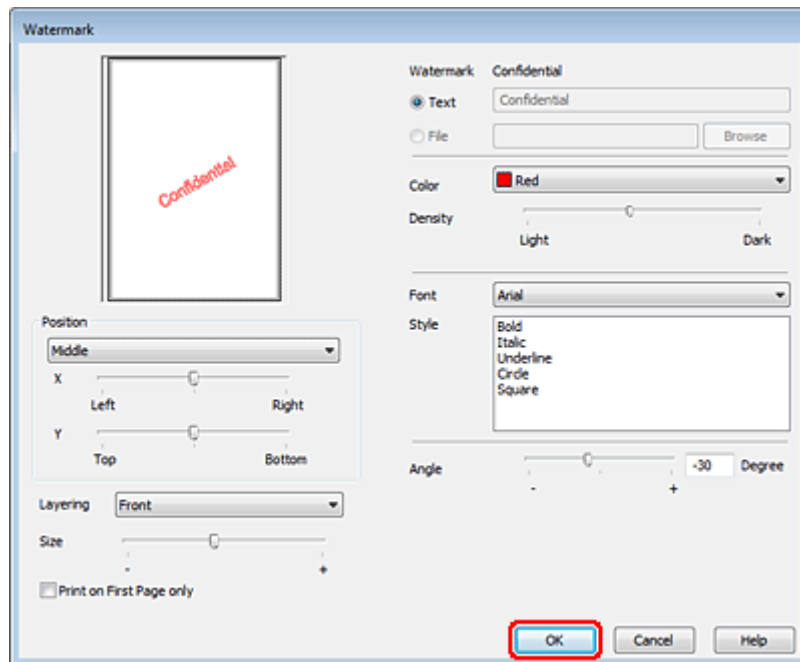 Watermark
Confidential
Position
Middle
X
Left Right
Y
Top Bottom
Layering Front
Size
- +
Print on First Page only
Watermark Confidential
Text Confidential
File Browse
Color Red
Density
Light Dark
Font Arial
Style
Bold
Italic
Underline
Circle
Square
Angle -30 Degree
- +
OK Cancel Help